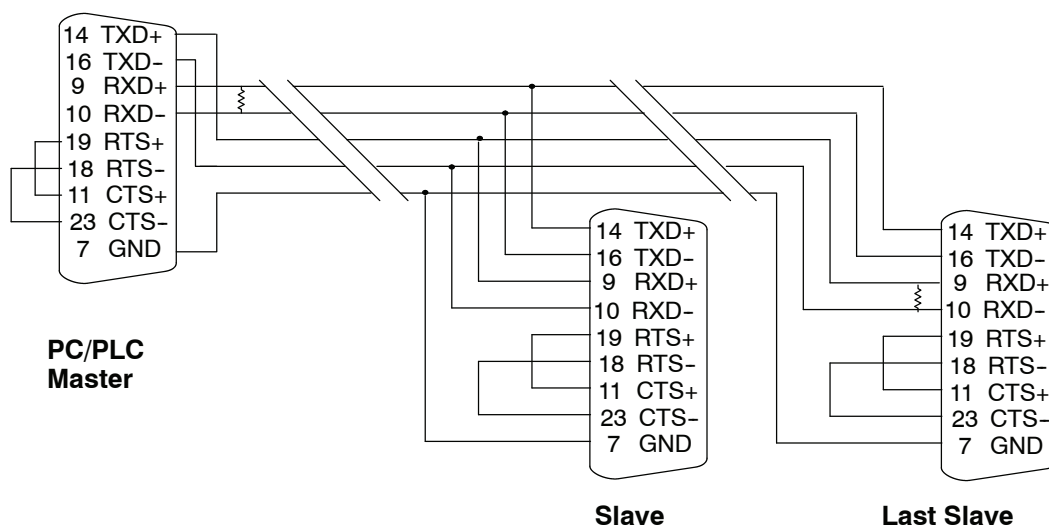 14 TXD+
16 TXD-
9 RXD+
10 RXD-
19 RTS+
18 RTS-
11 CTS+
23 CTS-
7 GND
PC/PLC
Master
14 TXD+
16 TXD-
9 RXD+
10 RXD-
19 RTS+
18 RTS-
11 CTS+
23 CTS-
7 GND
Slave
14 TXD+
16 TXD-
9 RXD+
10 RXD-
19 RTS+
18 RTS-
11 CTS+
23 CTS-
7 GND
Last Slave